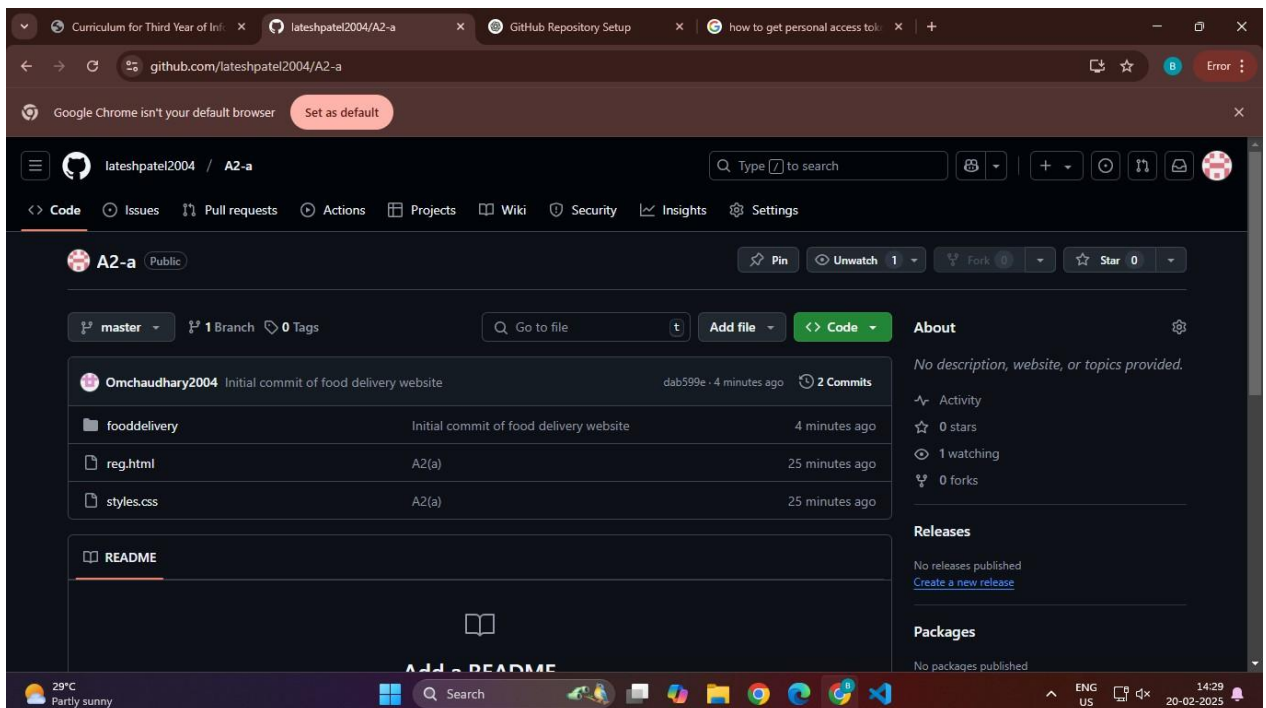 Curriculum for Third Year of Inf
lateshpatel2004/A2-a
GitHub Repository Setup
how to get personal access tok
github.com/lateshpatel2004/A2-a
B
Error
Google Chrome isn't your default browser
Set as default
lateshpatel2004 / A2-a
Type / to search
<> Code
Issues
Pull requests
Actions
Projects
Wiki
Security
Insights
Settings
A2-a
Public
Pin
Unwatch 1
Fork 0
Star 0
master
1 Branch
0 Tags
Go to file
t
Add file
<> Code
Omchaudhary2004 Initial commit of food delivery website
dab599e · 4 minutes ago
2 Commits
fooddelivery
Initial commit of food delivery website
4 minutes ago
reg.html
A2(a)
25 minutes ago
styles.css
A2(a)
25 minutes ago
README
Add a README
About
No description, website, or topics provided.
Activity
0 stars
1 watching
0 forks
Releases
No releases published
Create a new release
Packages
No packages published
29°C
Partly sunny
Search
ENG
US
14:29
20-02-2025